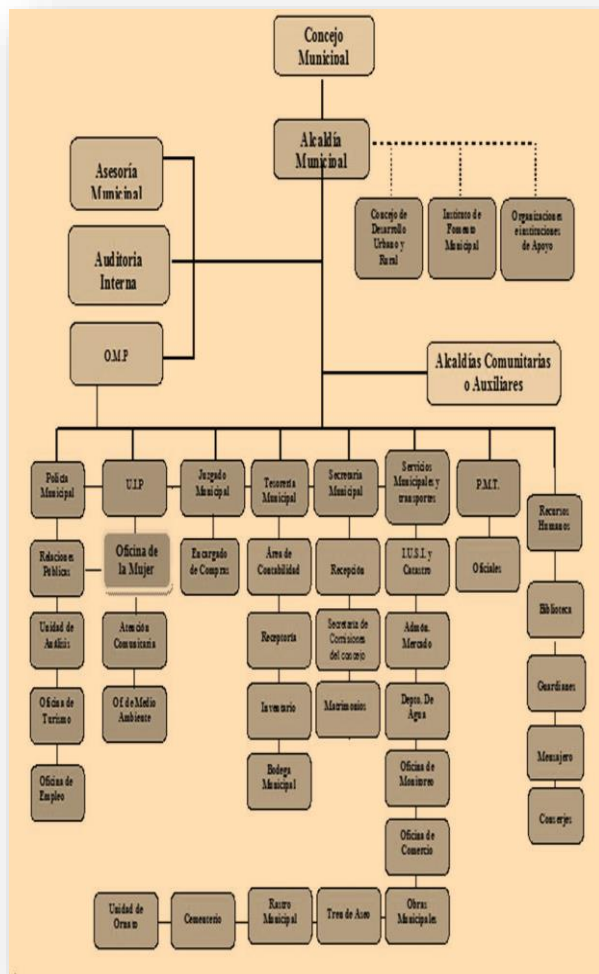 Concejo
Municipal
Alcaldía
Municipal
Asesoría
Municipal
Auditoria
Interna
O.M.P
Concejo de
Desarrollo
Urbano y
Rural
Instituto de
Fomento
Municipal
Organizaciones
e instituciones
de Apoyo
Alcaldías Comunitarias
o Auxiliares
Policía
Municipal
U.I.P
Juzgado
Municipal
Tesorería
Municipal
Secretaria
Municipal
Servicios
Municipales y
transportes
P.M.T.
Recursos
Humanos
Relaciones
Públicas
Oficina de
la Mujer
Encargado
de Compras
Área de
Contabilidad
Recepción
I.U.S.I. y
Catastro
Oficiales
Biblioteca
Unidad de
Análisis
Atención
Comunitaria
Receptoría
Secretaria de
Comisiones
del concejo
Admón.
Mercado
Guardianes
Oficina de
Turismo
Of. de Medio
Ambiente
Inventario
Matrimonios
Depto. De
Agua
Mensajero
Oficina de
Empleo
Bodega
Municipal
Oficina de
Monitoreo
Conserjes
Oficina de
Comercio
Unidad de
Ornato
Cementerio
Rastro
Municipal
Tren de Aseo
Obras
Municipales